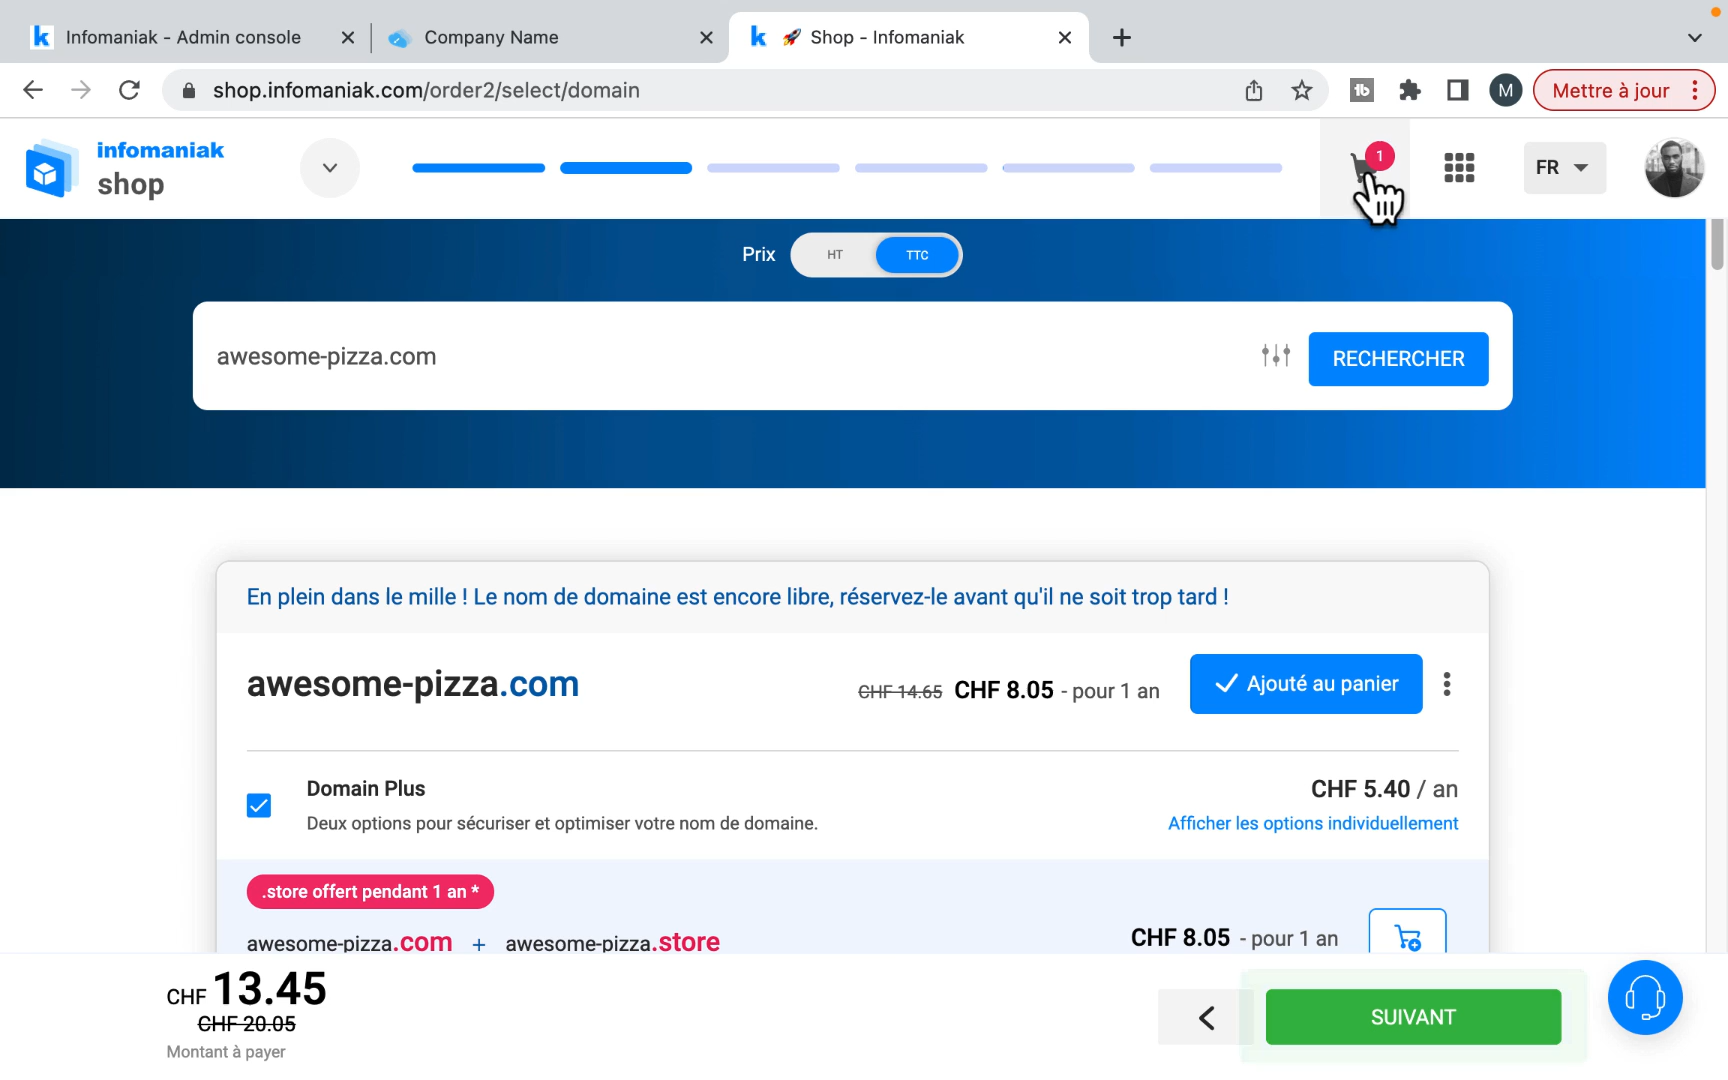 Infomaniak - Admin console
Company Name
🚀 Shop - Infomaniak
shop.infomaniak.com/order2/select/domain
M
Mettre à jour
infomaniak
shop
1
FR
Prix
HT
TTC
awesome-pizza.com
RECHERCHER
En plein dans le mille ! Le nom de domaine est encore libre, réservez-le avant qu'il ne soit trop tard !
awesome-pizza.com
CHF 14.65 CHF 8.05 - pour 1 an
Ajouté au panier
Domain Plus
CHF 5.40 / an
Deux options pour sécuriser et optimiser votre nom de domaine.
Afficher les options individuellement
.store offert pendant 1 an *
awesome-pizza.com + awesome-pizza.store
CHF 8.05 - pour 1 an
CHF 13.45
CHF 20.05
Montant à payer
SUIVANT